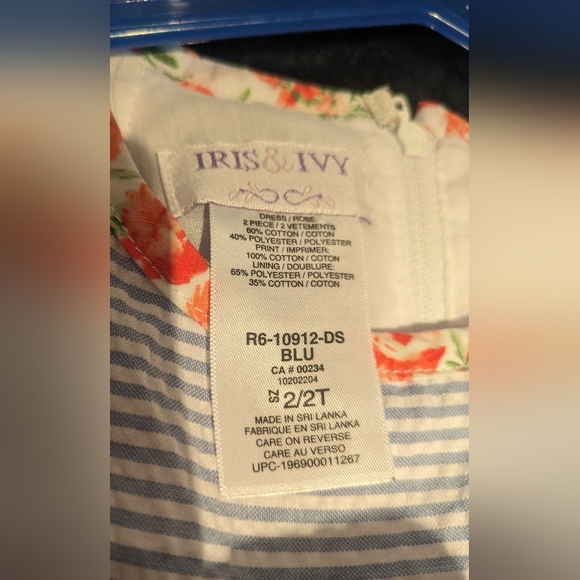 IRIS & IVY
DRESS / ROBE:
2 PIECE / 2 VETEMENTS
60% COTTON / COTON
40% POLYESTER / POLYESTER
PRINT / IMPRIMER:
100% COTTON / COTON
LINING / DOUBLURE:
65% POLYESTER / POLYESTER
35% COTTON / COTON
R6-10912-DS
BLU
CA # 00234
10202204
SZ 2/2T
MADE IN SRI LANKA
FABRIQUE EN SRI LANKA
CARE ON REVERSE
CARE AU VERSO
UPC-196900011267